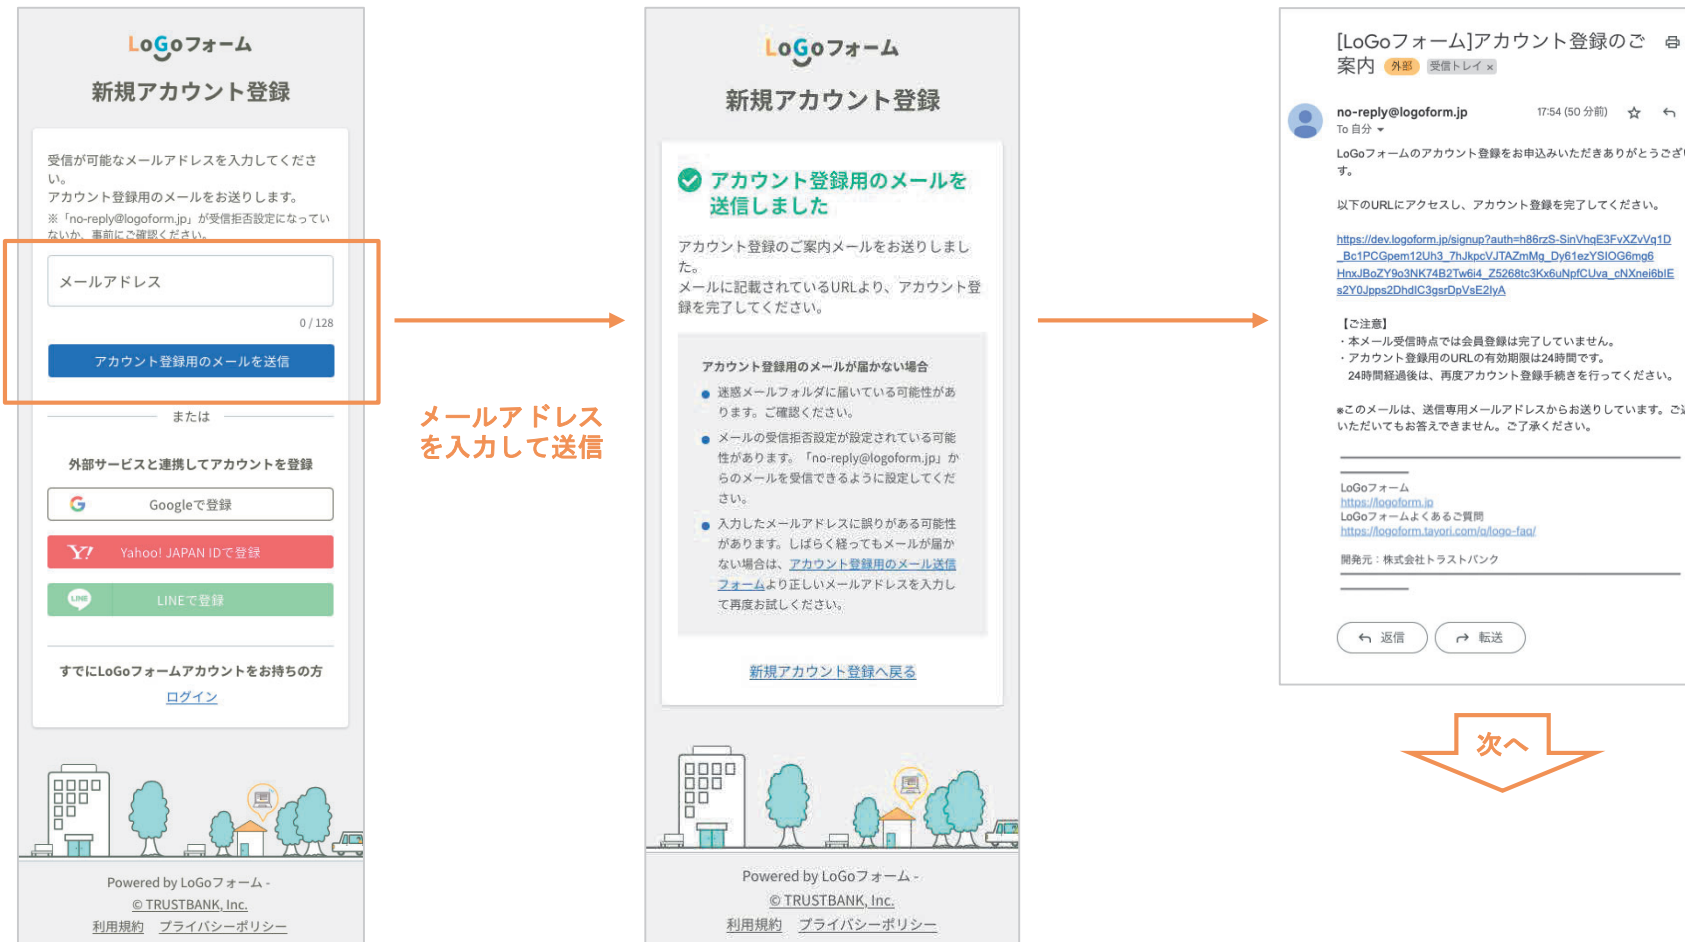 LoGoフォーム
新規アカウント登録
受信が可能なメールアドレスを入力してくださ
い。
アカウント登録用のメールをお送りします。
※「no-reply@logoform.jp」が受信拒否設定になってい
ないか、事前にご確認ください。
メールアドレス
0 / 128
アカウント登録用のメールを送信
または
外部サービスと連携してアカウントを登録
Googleで登録
Y! Yahoo! JAPAN IDで登録
LINE LINEで登録
すでにLoGoフォームアカウントをお持ちの方
ログイン
Powered by LoGoフォーム -
© TRUSTBANK, Inc.
利用規約 プライバシーポリシー
メールアドレス
を入力して送信
LoGoフォーム
新規アカウント登録
アカウント登録用のメールを
送信しました
アカウント登録のご案内メールをお送りしまし
た。
メールに記載されているURLより、アカウント登
録を完了してください。
アカウント登録用のメールが届かない場合
迷惑メールフォルダに届いている可能性があ
ります。ご確認ください。
メールの受信拒否設定が設定されている可能
性があります。「no-reply@logoform.jp」か
らのメールを受信できるように設定してくだ
さい。
入力したメールアドレスに誤りがある可能性
があります。しばらく経ってもメールが届か
ない場合は、アカウント登録用のメール送信
フォームより正しいメールアドレスを入力し
て再度お試しください。
新規アカウント登録へ戻る
Powered by LoGoフォーム -
© TRUSTBANK, Inc.
利用規約 プライバシーポリシー
[LoGoフォーム]アカウント登録のご
案内 外部 受信トレイ ×
no-reply@logoform.jp 17:54 (50 分前)
To 自分
LoGoフォームのアカウント登録をお申込みいただきありがとうござい
す。
以下のURLにアクセスし、アカウント登録を完了してください。
https://dev.logoform.jp/signup?auth=h86rzS-SinVhqE3FvXZvVq1D
_Bc1PCGpem12Uh3_7hJkpcVJTAZmMg_Dy61ezYSIOG6mg6
HnxJBoZY9o3NK74B2Tw6i4_Z5268tc3Kx6uNpfCUva_cNXnei6bIE
s2Y0Jpps2DhdIC3gsrDpVsE2IyA
【ご注意】
・本メール受信時点では会員登録は完了していません。
・アカウント登録用のURLの有効期限は24時間です。
24時間経過後は、再度アカウント登録手続きを行ってください。
※このメールは、送信専用メールアドレスからお送りしています。ご返
いただいてもお答えできません。ご了承ください。
LoGoフォーム
https://logoform.jp
LoGoフォームよくあるご質問
https://logoform.tayori.com/q/logo-faq/
開発元：株式会社トラストバンク
返信
転送
次へ